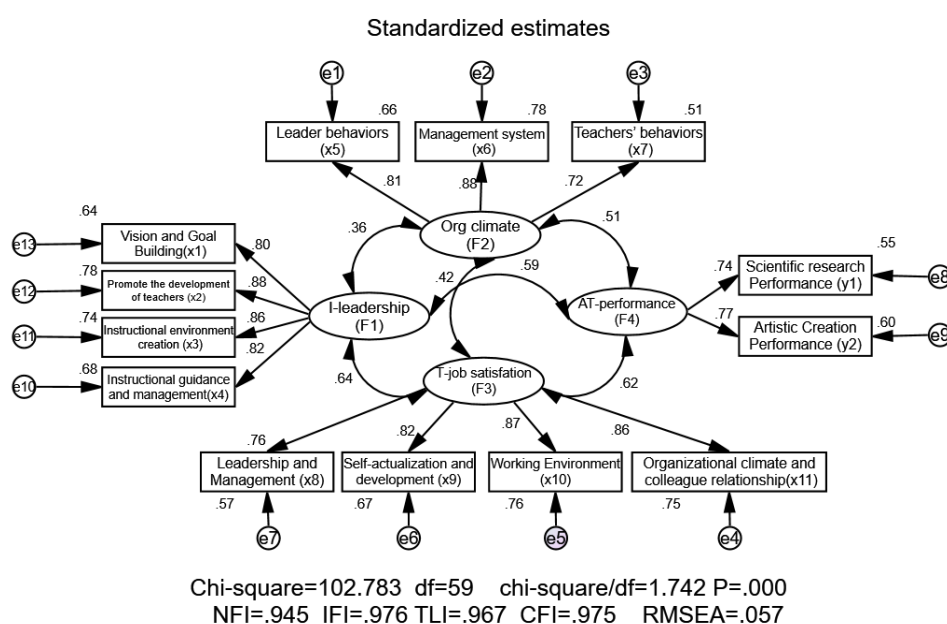 Standardized estimates
e1
e2
e3
.66
.78
.51
Leader behaviors
(x5)
Management system
(x6)
Teachers' behaviors
(x7)
.81
.88
.72
.64
e13
Vision and Goal
Building(x1)
.80
.36
Org climate
(F2)
.51
.55
.78
e12
Promote the development
of teachers (x2)
.88
.42
.59
.74
Scientific research
Performance (y1)
e8
.74
e11
Instructional environment
creation (x3)
.86
I-leadership
(F1)
AT-performance
(F4)
.77
Artistic Creation
Performance (y2)
.60
e9
.68
e10
Instructional guidance
and management(x4)
.82
.64
T-job satisfation
(F3)
.62
.76
.82
.87
.86
Leadership and
Management (x8)
Self-actualization and
development (x9)
Working Environment
(x10)
Organizational climate and
colleague relationship(x11)
.57
.67
.76
.75
e7
e6
e5
e4
Chi-square=102.783 df=59 chi-square/df=1.742 P=.000
NFI=.945 IFI=.976 TLI=.967 CFI=.975 RMSEA=.057